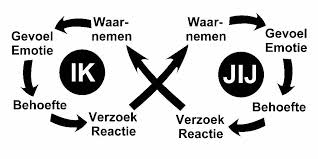 Waar-
nemen
Gevoel
Emotie
IK
Behoefte
Verzoek
Reactie
Waar-
nemen
Gevoel
Emotie
JIJ
Behoefte
Verzoek
Reactie